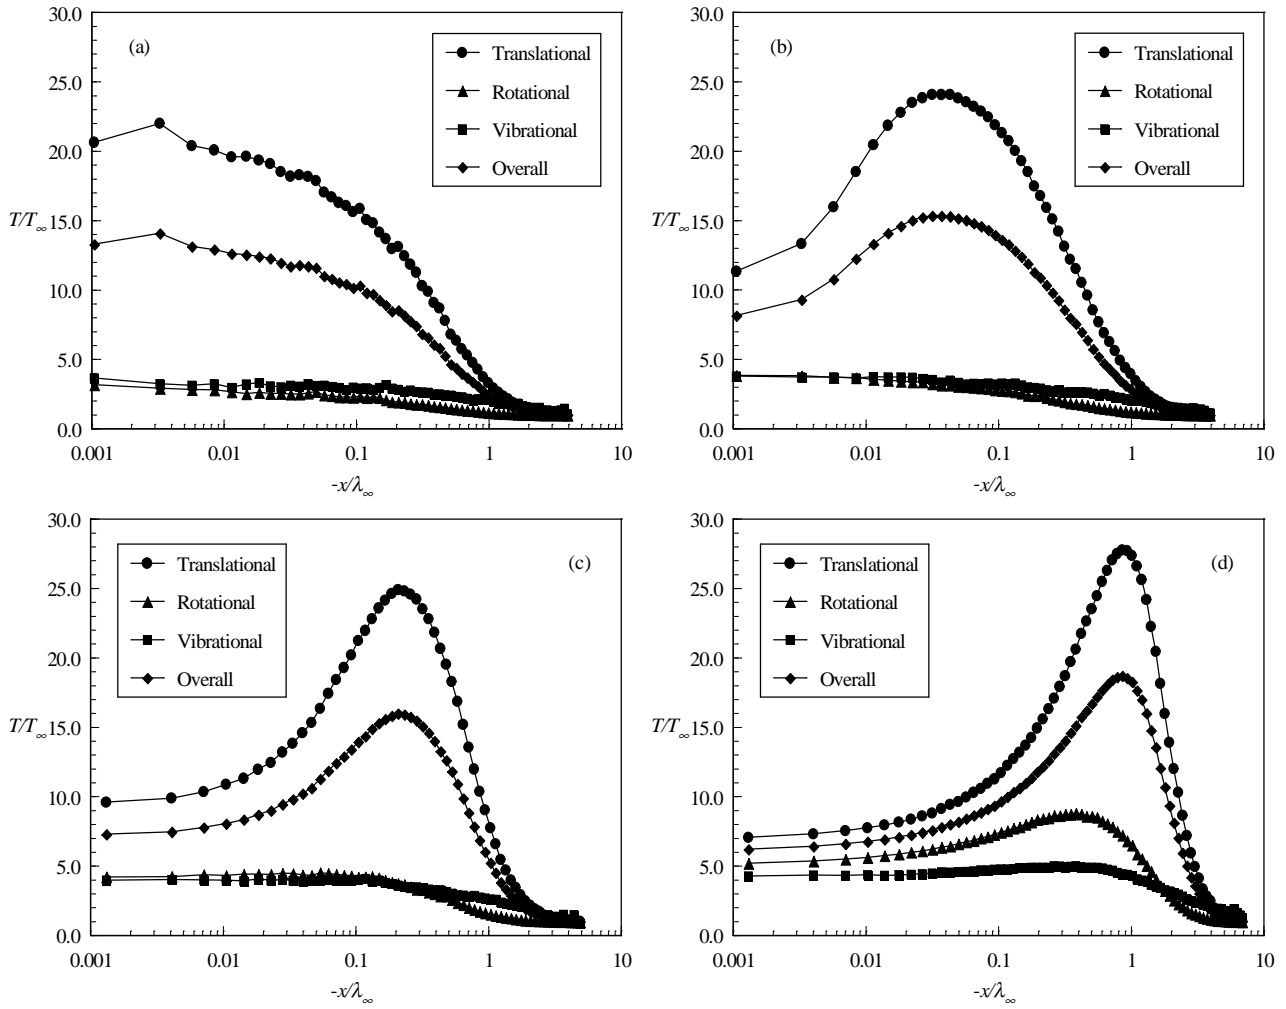 30.0
25.0
20.0
15.0
10.0
5.0
0.0
T/T∞
(a)
Translational
Rotational
Vibrational
Overall
0.001 0.01 0.1 1 10
-x/λ∞
30.0
25.0
20.0
15.0
10.0
5.0
0.0
T/T∞
(b)
Translational
Rotational
Vibrational
Overall
0.001 0.01 0.1 1 10
-x/λ∞
30.0
25.0
20.0
15.0
10.0
5.0
0.0
T/T∞
Translational
Rotational
Vibrational
Overall
(c)
0.001 0.01 0.1 1 10
-x/λ∞
30.0
25.0
20.0
15.0
10.0
5.0
0.0
T/T∞
Translational
Rotational
Vibrational
Overall
(d)
0.001 0.01 0.1 1 10
-x/λ∞